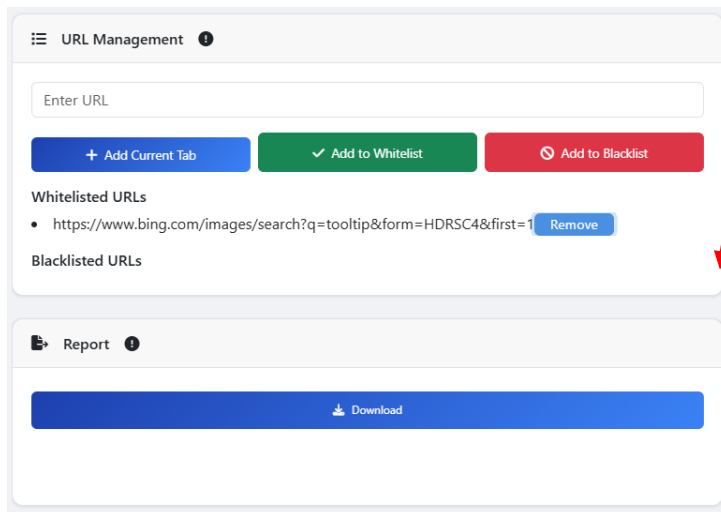 URL Management
Enter URL
Add Current Tab Add to Whitelist Add to Blacklist
Whitelisted URLs
https://www.bing.com/images/search?q=tooltip&form=HDRSC4&first=1 Remove
Blacklisted URLs
Report
Download